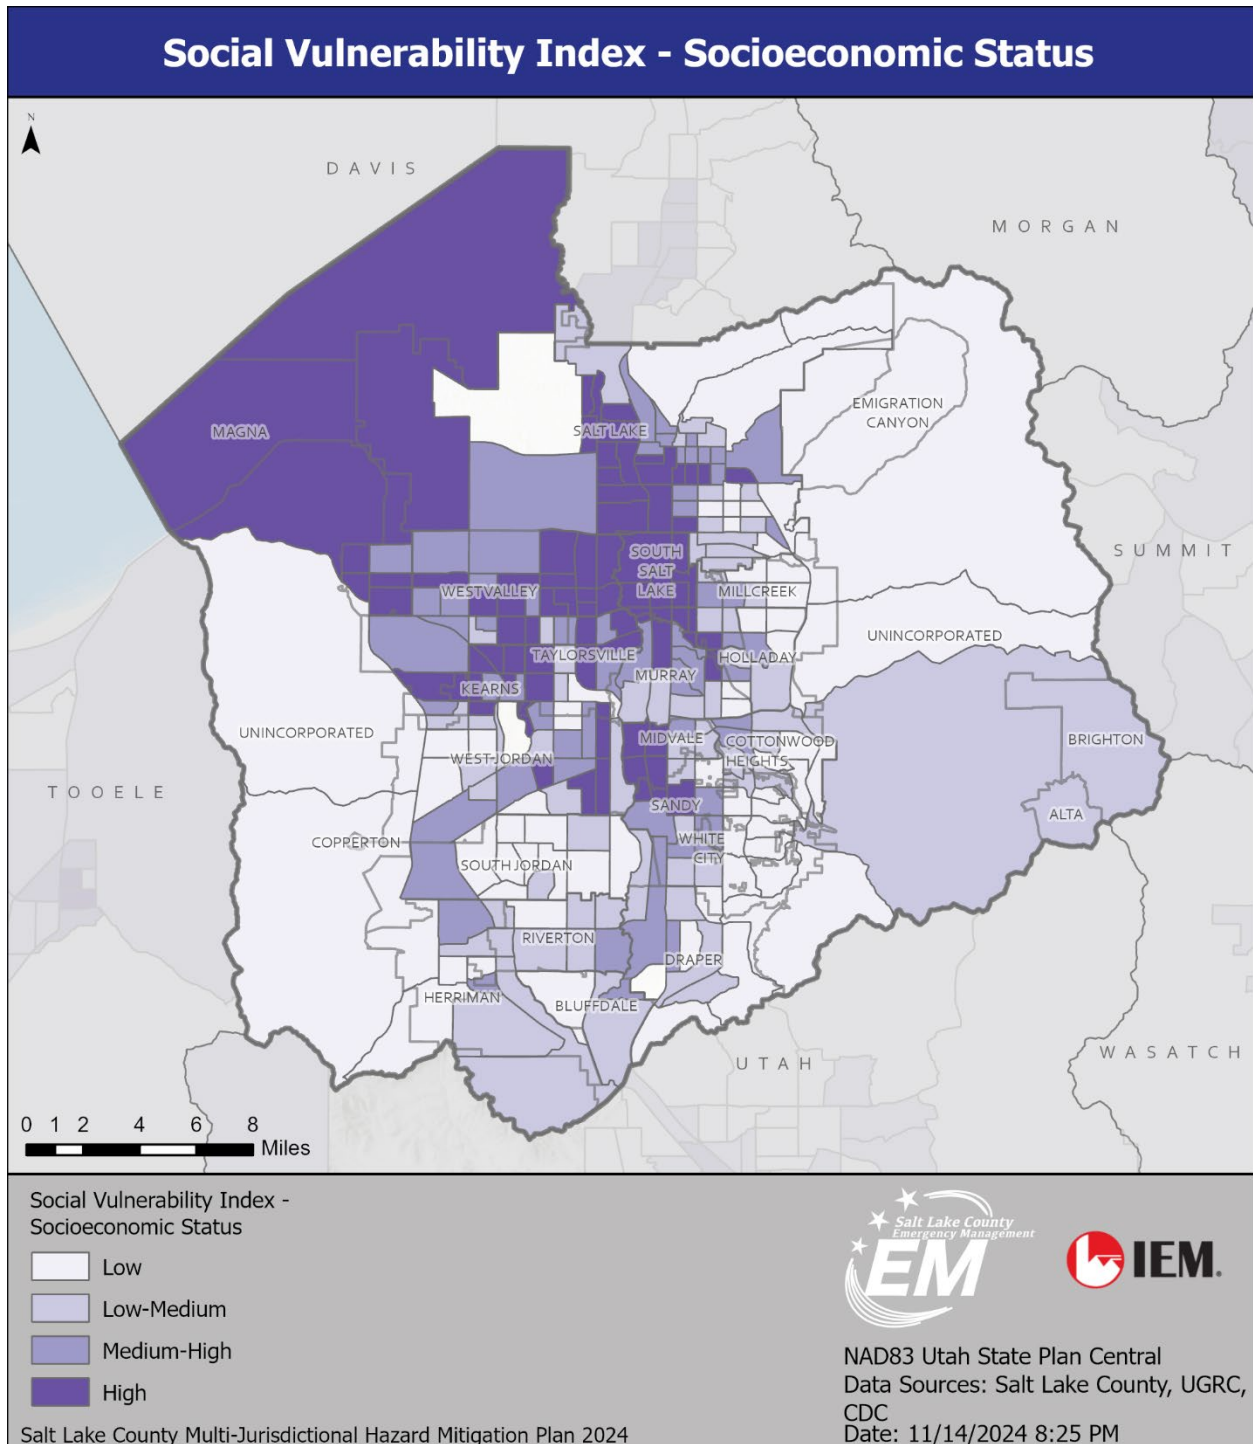 Social Vulnerability Index - Socioeconomic Status
N
DAVIS
MORGAN
EMIGRATION
CANYON
MAGNA
SALT LAKE
SUMMIT
SOUTH
SALT
LAKE
WESTVALLEY
MILLCREEK
UNINCORPORATED
TAYLORSVILLE
HOLLADAY
MURRAY
KEARNS
UNINCORPORATED
MIDVALE
COTTONWOOD
HEIGHTS
BRIGHTON
WEST JORDAN
TOOELE
SANDY
ALTA
COPPERTON
WHITE
CITY
SOUTH JORDAN
RIVERTON
DRAPER
HERRIMAN
BLUFFDALE
UTAH
WASATCH
0 1 2 4 6 8
Miles
Social Vulnerability Index -
Socioeconomic Status
Low
Low-Medium
Medium-High
High
Salt Lake County Multi-Jurisdictional Hazard Mitigation Plan 2024
Salt Lake County
Emergency Management
EM
IEM.
NAD83 Utah State Plan Central
Data Sources: Salt Lake County, UGRC,
CDC
Date: 11/14/2024 8:25 PM